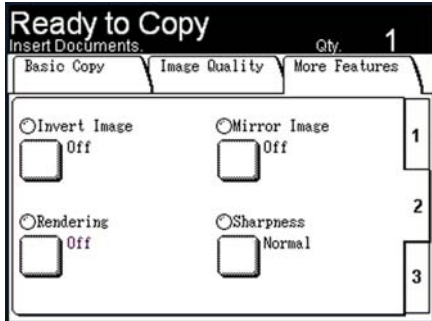 Ready to Copy
Insert Documents. Qty. 1
Basic Copy Image Quality More Features
Invert Image Mirror Image
Off Off
1
2
Rendering Sharpness
Off Normal
3